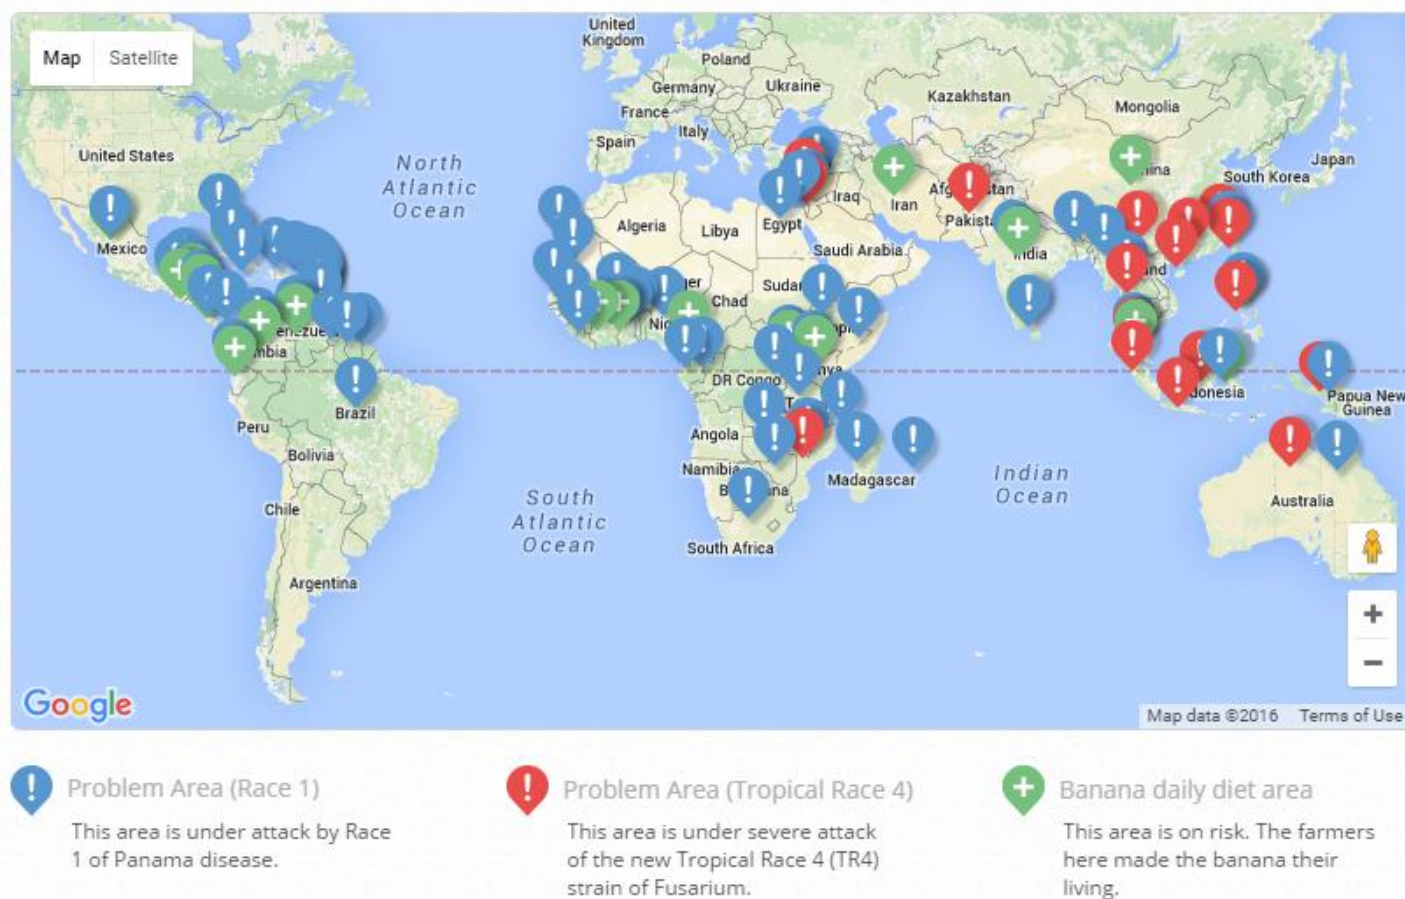 Map Satellite
United
Kingdom
Poland
Germany
Ukraine
France
Kazakhstan
Mongolia
Italy
Spain
United States
North
Atlantic
Ocean
Japan
South Korea
Iraq
Iran
Algeria
Libya
Egypt
Mexico
Saudi Arabia
Chad
DR Congo
Brazil
Peru
Papua New
Guinea
Angola
Bolivia
Namibia
Madagascar
Indian
Ocean
South
Atlantic
Ocean
Australia
Chile
South Africa
Argentina
Google
Map data ©2016 Terms of Use
Problem Area (Race 1)
This area is under attack by Race
1 of Panama disease.
Problem Area (Tropical Race 4)
This area is under severe attack
of the new Tropical Race 4 (TR4)
strain of Fusarium.
Banana daily diet area
This area is on risk. The farmers
here made the banana their
living.